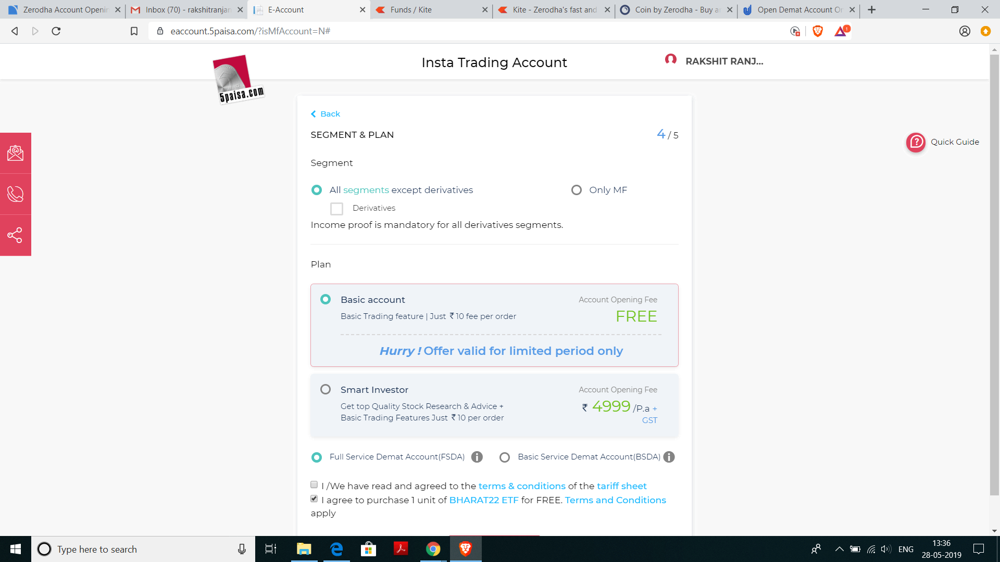 Zerodha Account Openin
Inbox (70) - rakshitranjan
E-Account
Funds / Kite
Kite - Zerodha's fast and
Coin by Zerodha - Buy an
Open Demat Account On
eaccount.5paisa.com/?isMfAccount=N#
1
5paisa.com
Insta Trading Account
RAKSHIT RANJ...
Back
SEGMENT & PLAN
4 / 5
Quick Guide
Segment
All segments except derivatives
Only MF
Derivatives
Income proof is mandatory for all derivatives segments.
Plan
Basic account
Account Opening Fee
Basic Trading feature | Just ₹ 10 fee per order
FREE
Hurry ! Offer valid for limited period only
Smart Investor
Account Opening Fee
Get top Quality Stock Research & Advice +
₹ 4999 /P.a +
Basic Trading Features Just ₹ 10 per order
GST
Full Service Demat Account(FSDA)
Basic Service Demat Account(BSDA)
I /We have read and agreed to the terms & conditions of the tariff sheet
I agree to purchase 1 unit of BHARAT22 ETF for FREE. Terms and Conditions
apply
Type here to search
ENG
13:36
28-05-2019